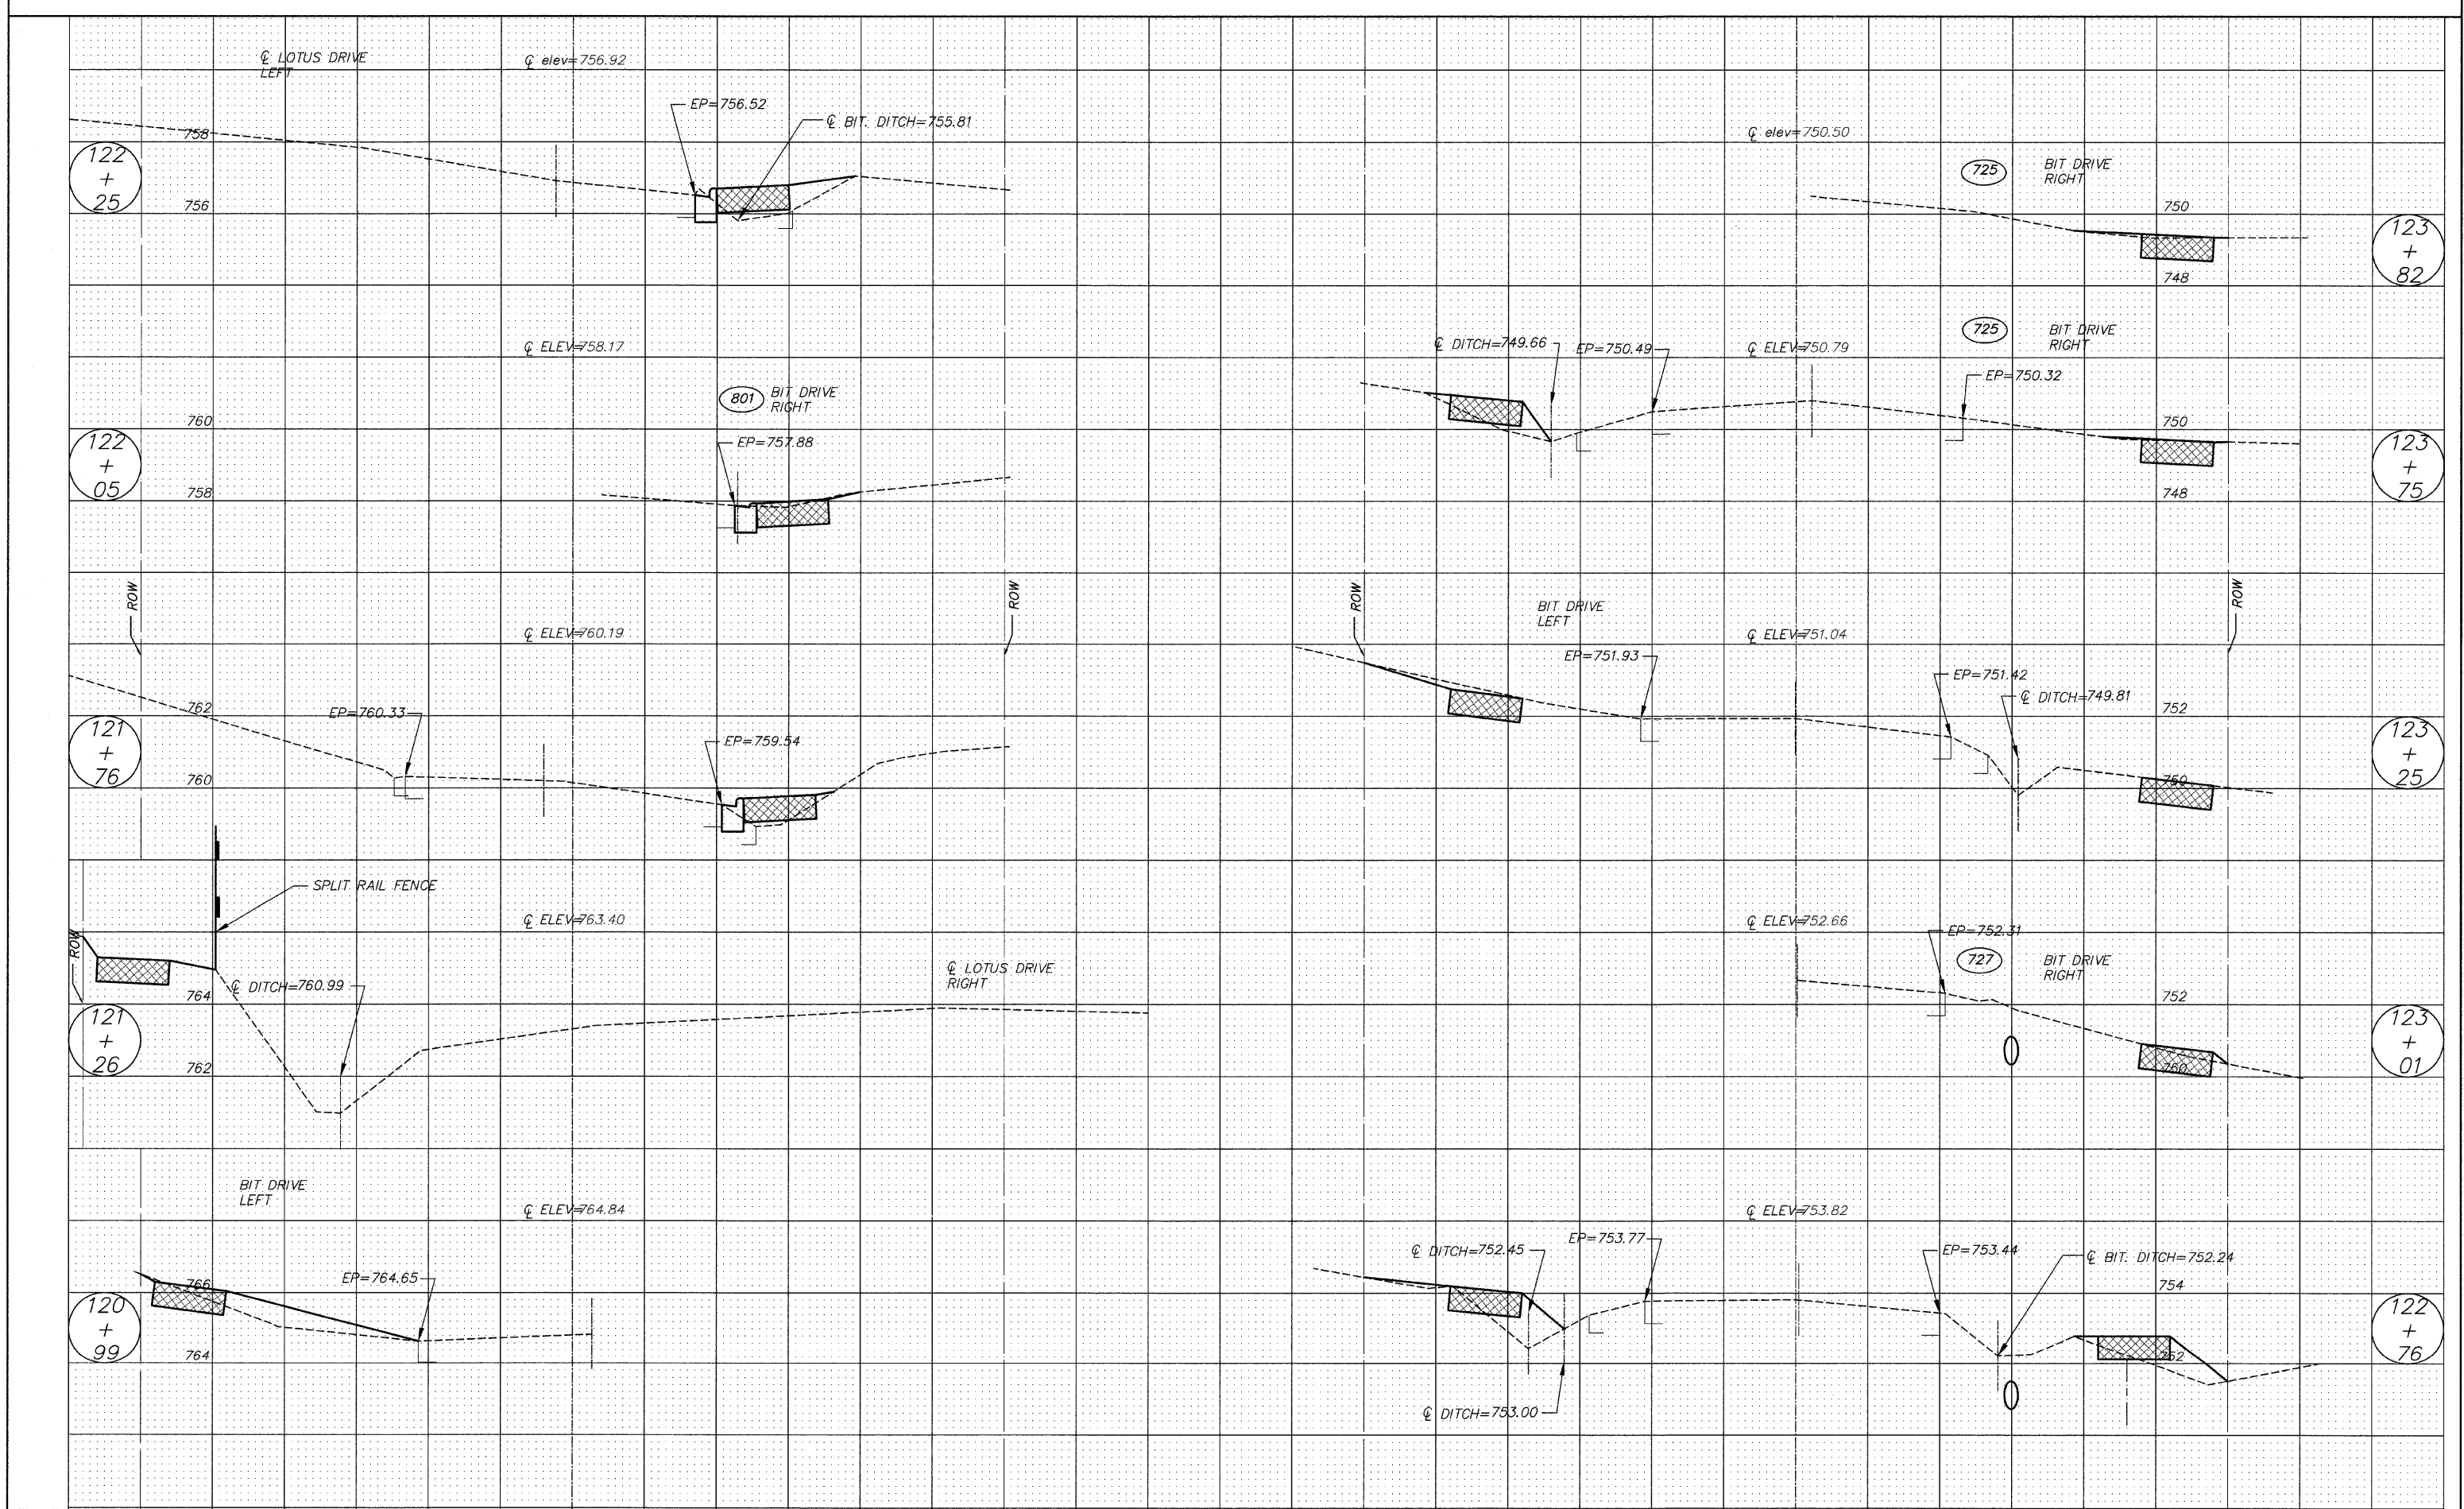 ℄ LOTUS DRIVE
LEFT
℄ elev=756.92
EP=756.52
℄ BIT. DITCH=755.81
758
122
+
25
756
℄ ELEV=758.17
801
BIT DRIVE
RIGHT
760
EP=757.88
122
+
05
758
ROW
ROW
℄ ELEV=760.19
762
EP=760.33
EP=759.54
121
+
76
760
SPLIT RAIL FENCE
℄ ELEV=763.40
ROW
℄ LOTUS DRIVE
RIGHT
℄ DITCH=760.99
764
121
+
26
762
BIT DRIVE
LEFT
℄ ELEV=764.84
EP=764.65
766
120
+
99
764
℄ elev=750.50
725
BIT DRIVE
RIGHT
750
123
+
82
748
725
BIT DRIVE
RIGHT
℄ DITCH=749.66
EP=750.49
℄ ELEV=750.79
EP=750.32
750
123
+
75
748
ROW
BIT DRIVE
LEFT
ROW
℄ ELEV=751.04
EP=751.93
EP=751.42
℄ DITCH=749.81
752
123
+
25
750
℄ ELEV=752.66
EP=752.31
727
BIT DRIVE
RIGHT
752
123
+
01
760
℄ ELEV=753.82
℄ DITCH=752.45
EP=753.77
EP=753.44
℄ BIT. DITCH=752.24
754
122
+
76
752
℄ DITCH=753.00